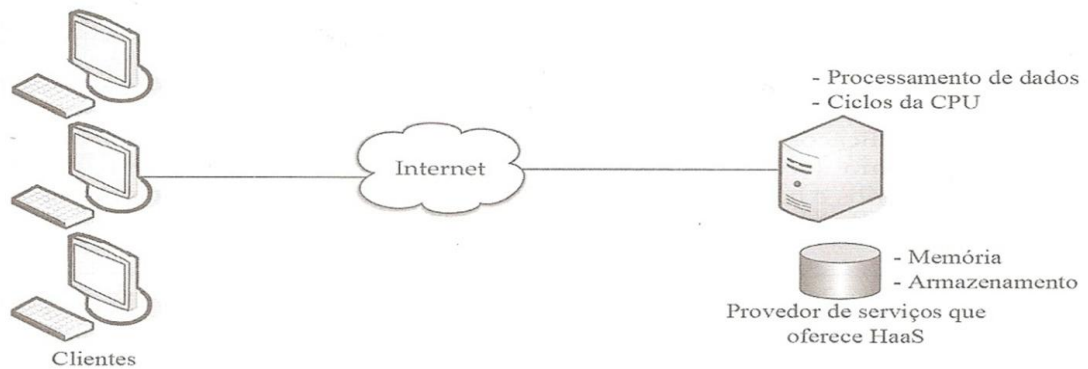 - Processamento de dados
- Ciclos da CPU
Internet
- Memória
- Armazenamento
Provedor de serviços que
oferece HaaS
Clientes